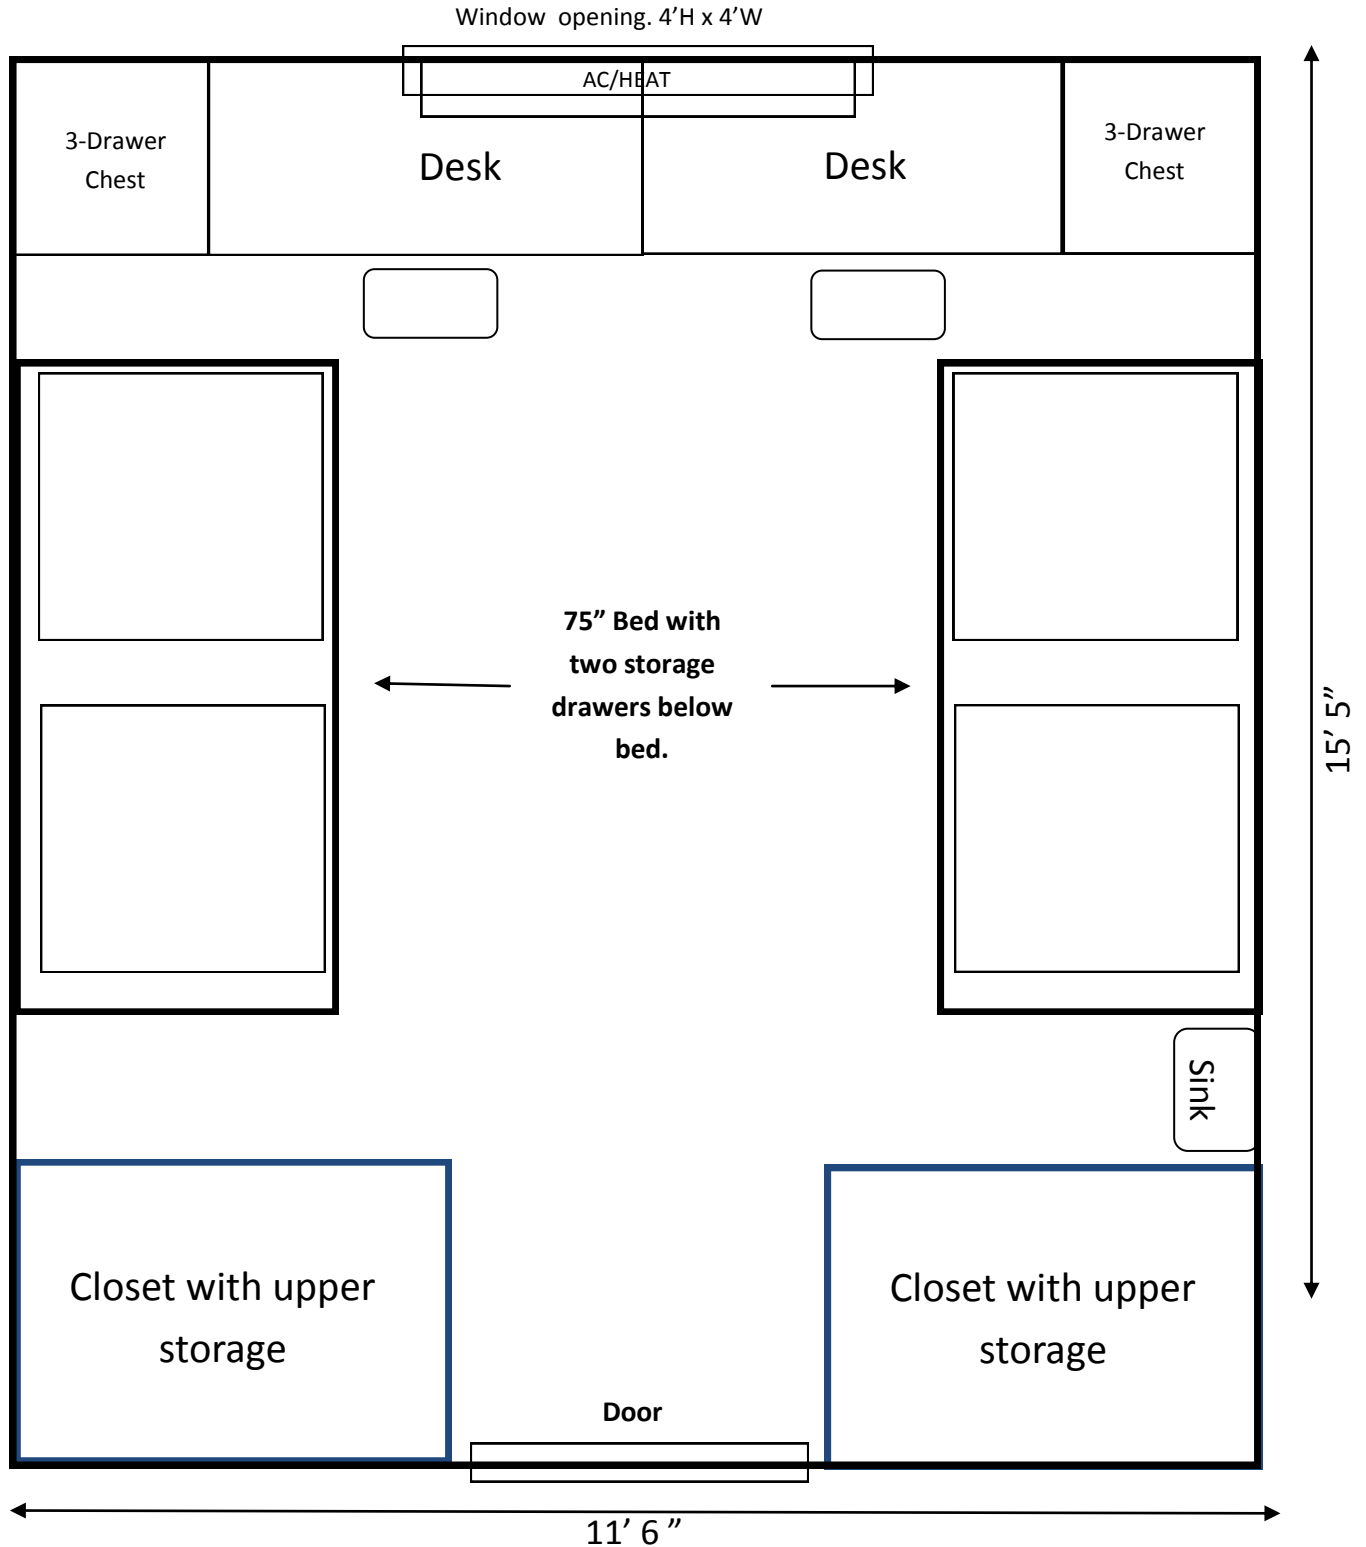 Window  opening. 4’H x 4’W
AC/HEAT
3-Drawer
Chest
Desk
Desk
3-Drawer
Chest
75” Bed with
two storage
drawers below
bed.
15’ 5”
Sink
Closet with upper
storage
Closet with upper
storage
Door
11’ 6 ”